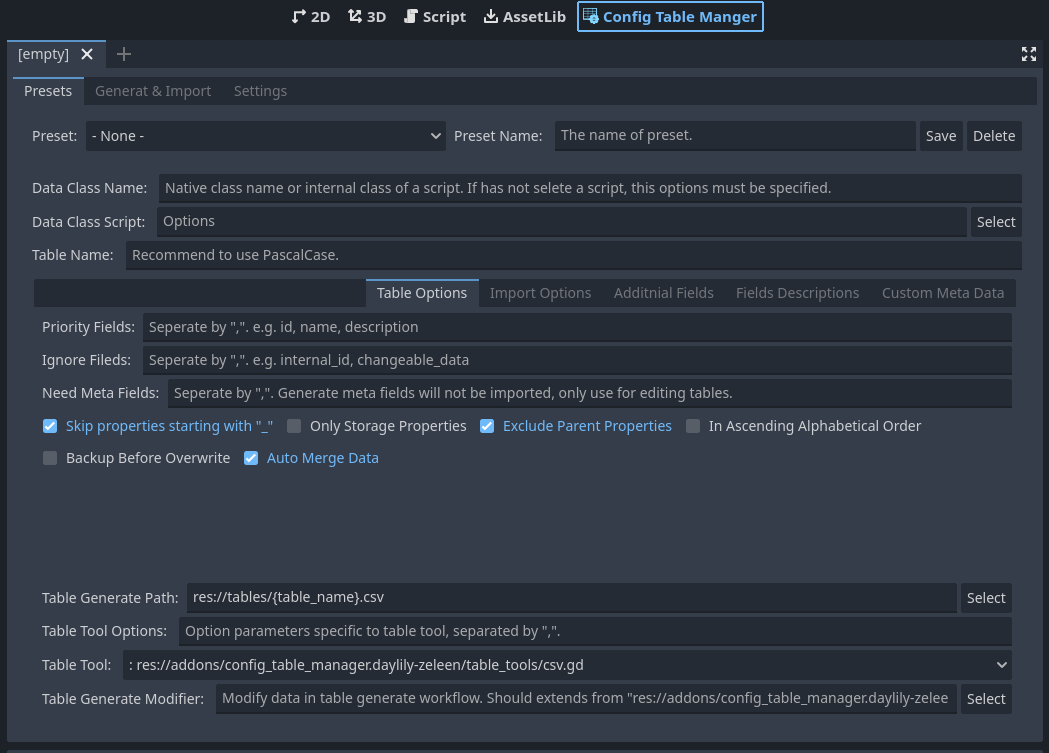 2D 3D Script AssetLib Config Table Manger
[empty]
Presets Generat & Import Settings
Preset: - None - Preset Name: The name of preset. Save Delete
Data Class Name: Native class name or internal class of a script. If has not selete a script, this options must be specified.
Data Class Script: Options Select
Table Name: Recommend to use PascalCase.
Table Options Import Options Additnial Fields Fields Descriptions Custom Meta Data
Priority Fields: Seperate by ",". e.g. id, name, description
Ignore Fileds: Seperate by ",". e.g. internal_id, changeable_data
Need Meta Fields: Seperate by ",". Generate meta fields will not be imported, only use for editing tables.
Skip properties starting with "_" Only Storage Properties Exclude Parent Properties In Ascending Alphabetical Order
Backup Before Overwrite Auto Merge Data
Table Generate Path: res://tables/{table_name}.csv Select
Table Tool Options: Option parameters specific to table tool, separated by ",".
Table Tool: : res://addons/config_table_manager.daylily-zeleen/table_tools/csv.gd
Table Generate Modifier: Modify data in table generate workflow. Should extends from "res://addons/config_table_manager.daylily-zelee Select